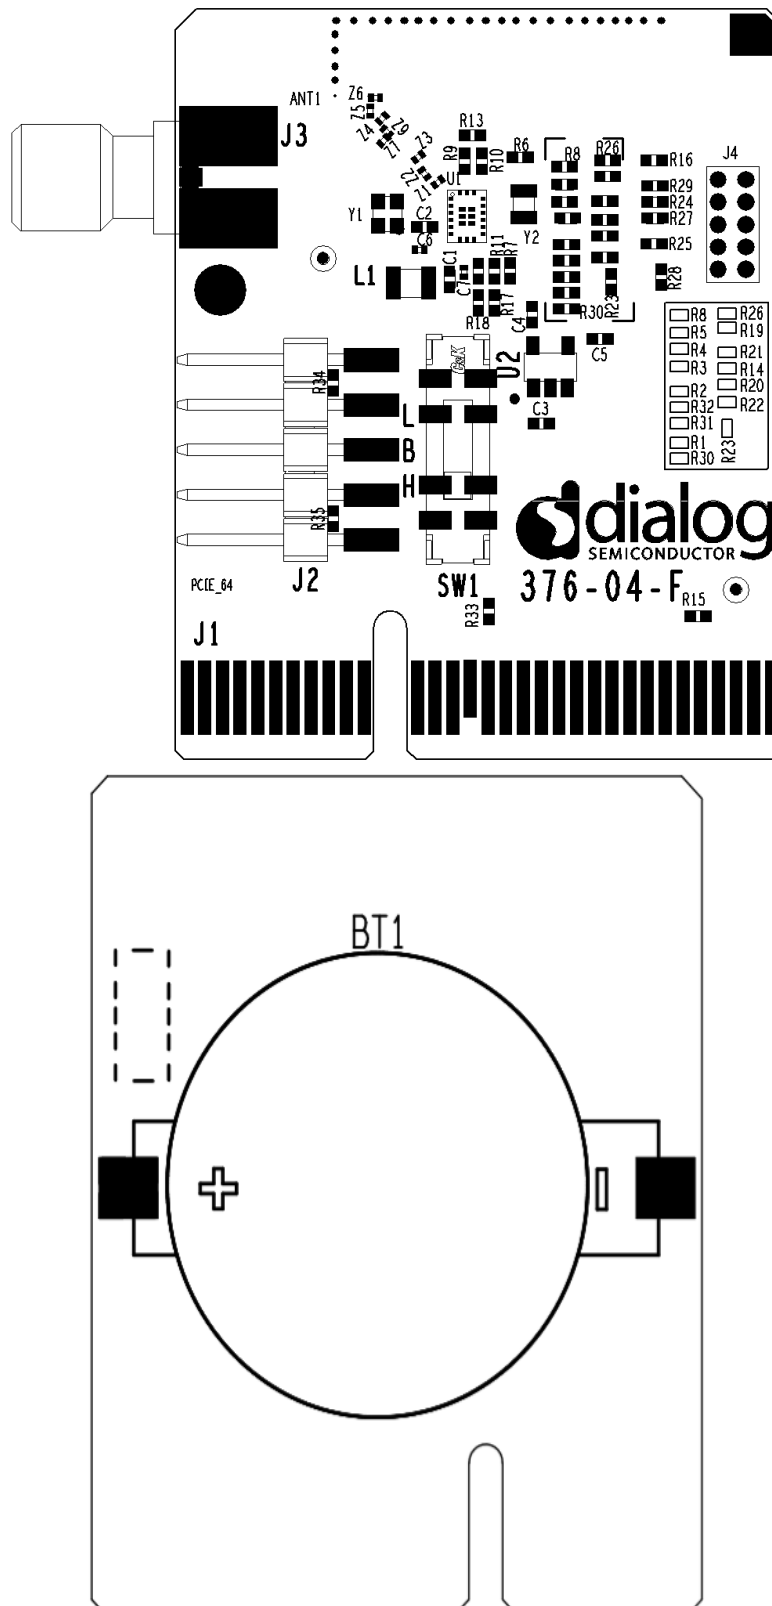 ANT1
Z6
Z5
Z4
Z9
Z7
Z3
Z2
Z1
J3
R13
R9
R10
R6
R8
R26
R16
J4
U1
R29
R24
R27
R25
R28
Y1
C2
C6
Y2
L1
C1
C7
R11
R7
R17
R18
C4
R30
R23
C&K
U2
C5
C3
R8
R26
R5
R19
R4
R21
R3
R14
R2
R20
R32
R22
R31
R1
R23
R30
R34
L
B
H
R35
dialog
SEMICONDUCTOR
PCIE_64
J2
SW1
376-04-F
R15
R33
J1
BT1